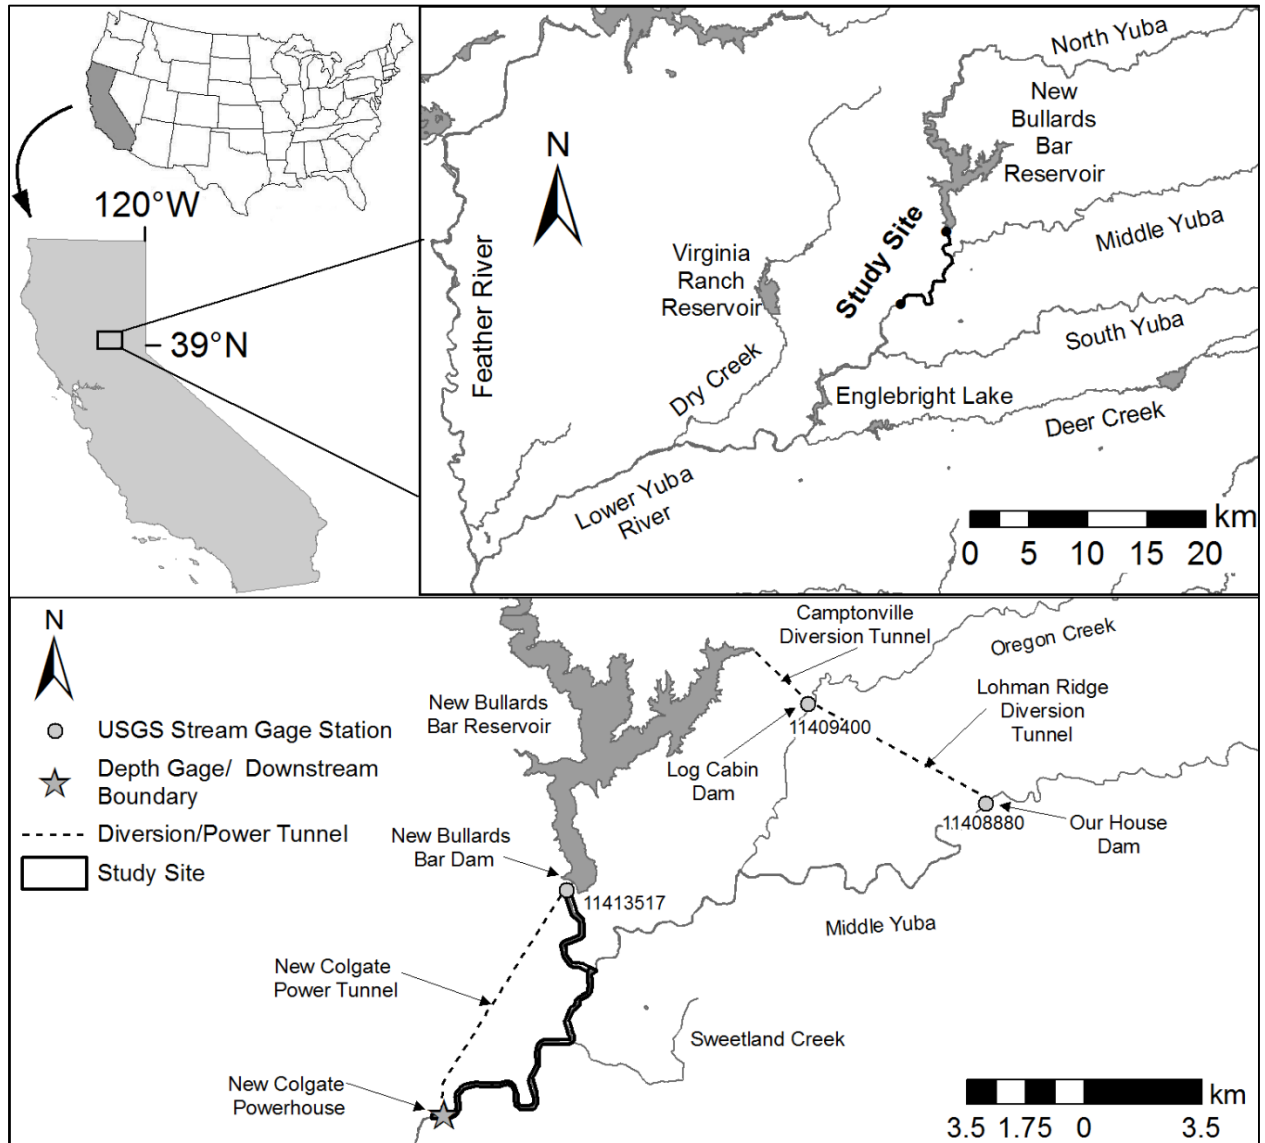 120°W
39°N
N
North Yuba
New
Bullards
Bar
Reservoir
Middle Yuba
Study Site
Virginia
Ranch
Reservoir
Feather River
South Yuba
Dry Creek
Englebright Lake
Deer Creek
Lower Yuba
River
km
0 5 10 15 20
N
USGS Stream Gage Station
Depth Gage/ Downstream
Boundary
Diversion/Power Tunnel
Study Site
Camptonville
Diversion Tunnel
Oregon Creek
Lohman Ridge
Diversion
Tunnel
New Bullards
Bar Reservoir
11409400
Log Cabin
Dam
11408880
Our House
Dam
New Bullards
Bar Dam
11413517
Middle Yuba
New Colgate
Power Tunnel
Sweetland Creek
New Colgate
Powerhouse
km
3.5 1.75 0 3.5